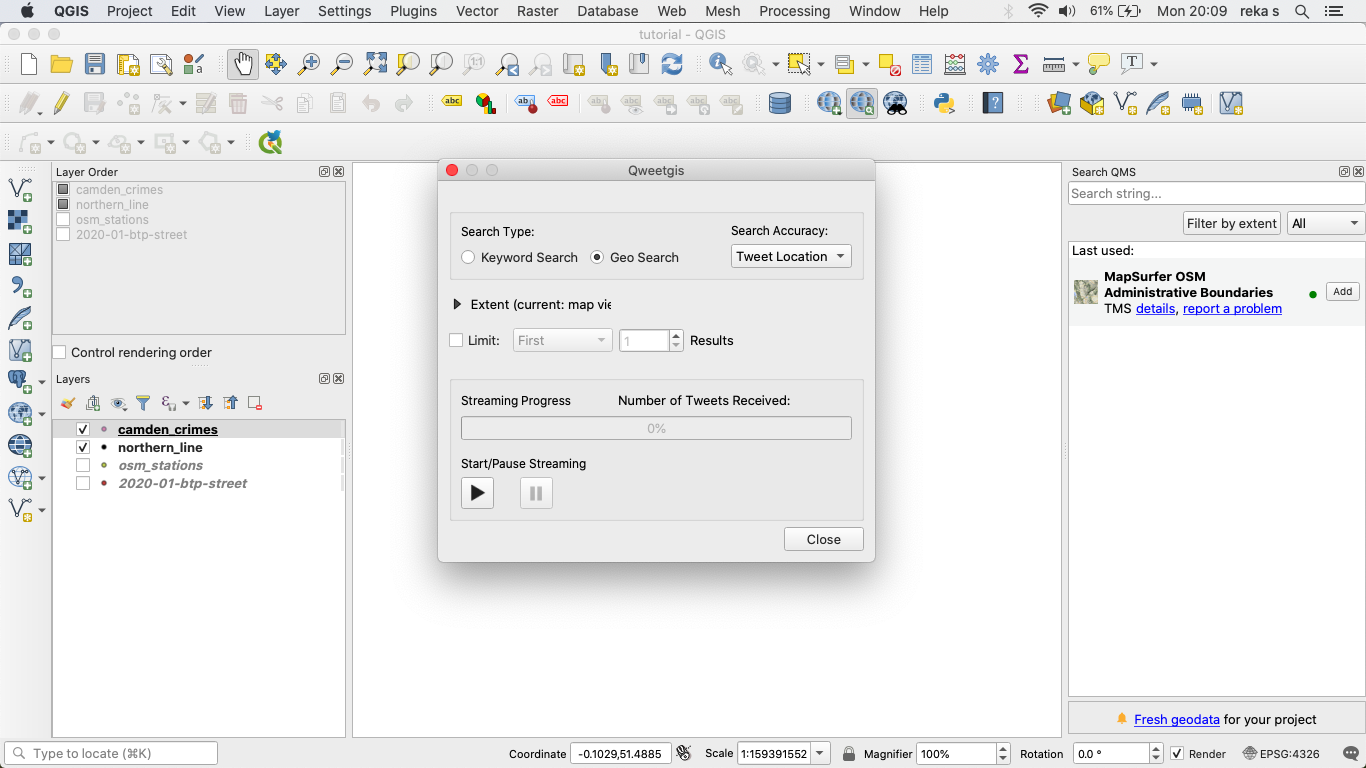 QGIS Project Edit View Layer Settings Plugins Vector Raster Database Web Mesh Processing Window Help 61% Mon 20:09 reka s
tutorial - QGIS
Layer Order
camden_crimes
northern_line
osm_stations
2020-01-btp-street
Control rendering order
Layers
camden_crimes
northern_line
osm_stations
2020-01-btp-street
Qweetgis
Search Type:
Search Accuracy:
Keyword Search Geo Search
Tweet Location
Extent (current: map vie
Limit: First 1 Results
Streaming Progress Number of Tweets Received:
0%
Start/Pause Streaming
Close
Search QMS
Search string...
Filter by extent All
Last used:
MapSurfer OSM
Administrative Boundaries
TMS details, report a problem
Add
Fresh geodata for your project
Type to locate (⌘K) Coordinate -0.1029,51.4885 Scale 1:159391552 Magnifier 100% Rotation 0.0 ° Render EPSG:4326